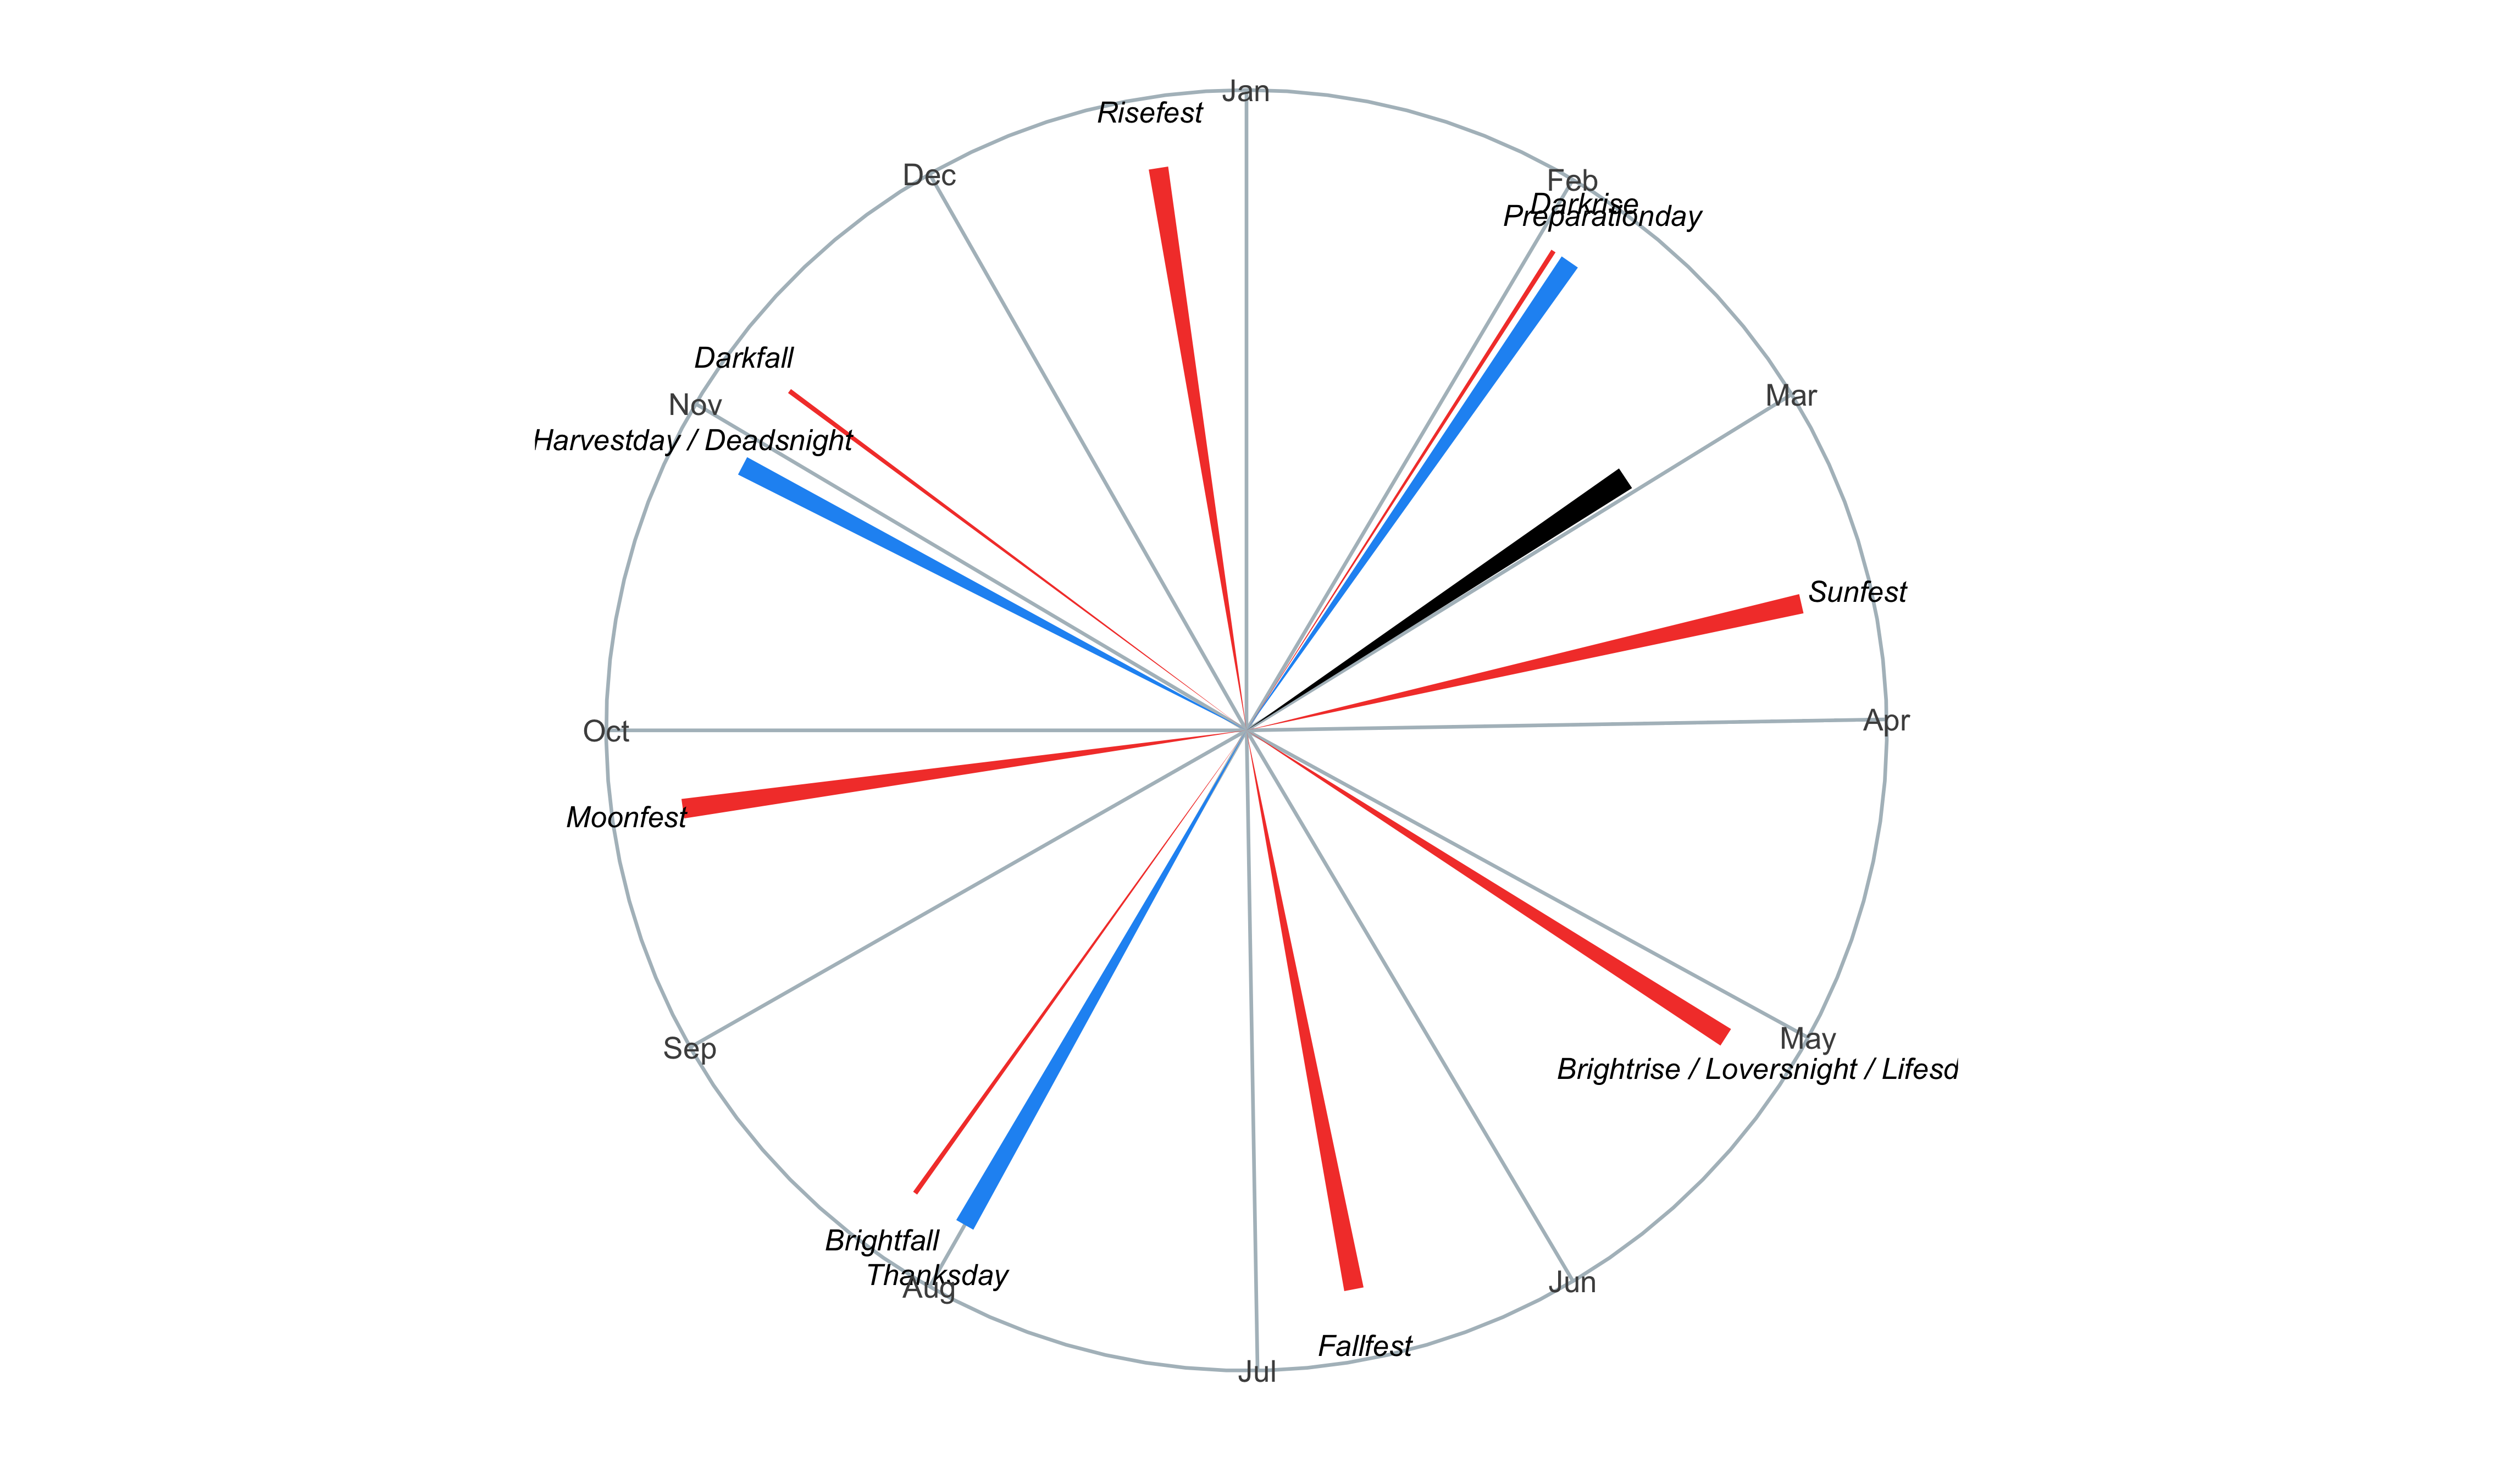 Jan
Risefest
Dec
Feb
Darkrise
Preparationday
Darkfall
Mar
Nov
Harvestday / Deadsnight
Sunfest
Apr
Oct
Moonfest
May
Sep
Brightrise / Loversnight / Lifesd
Brightfall
Thanksday
Aug
Jun
Fallfest
Jul